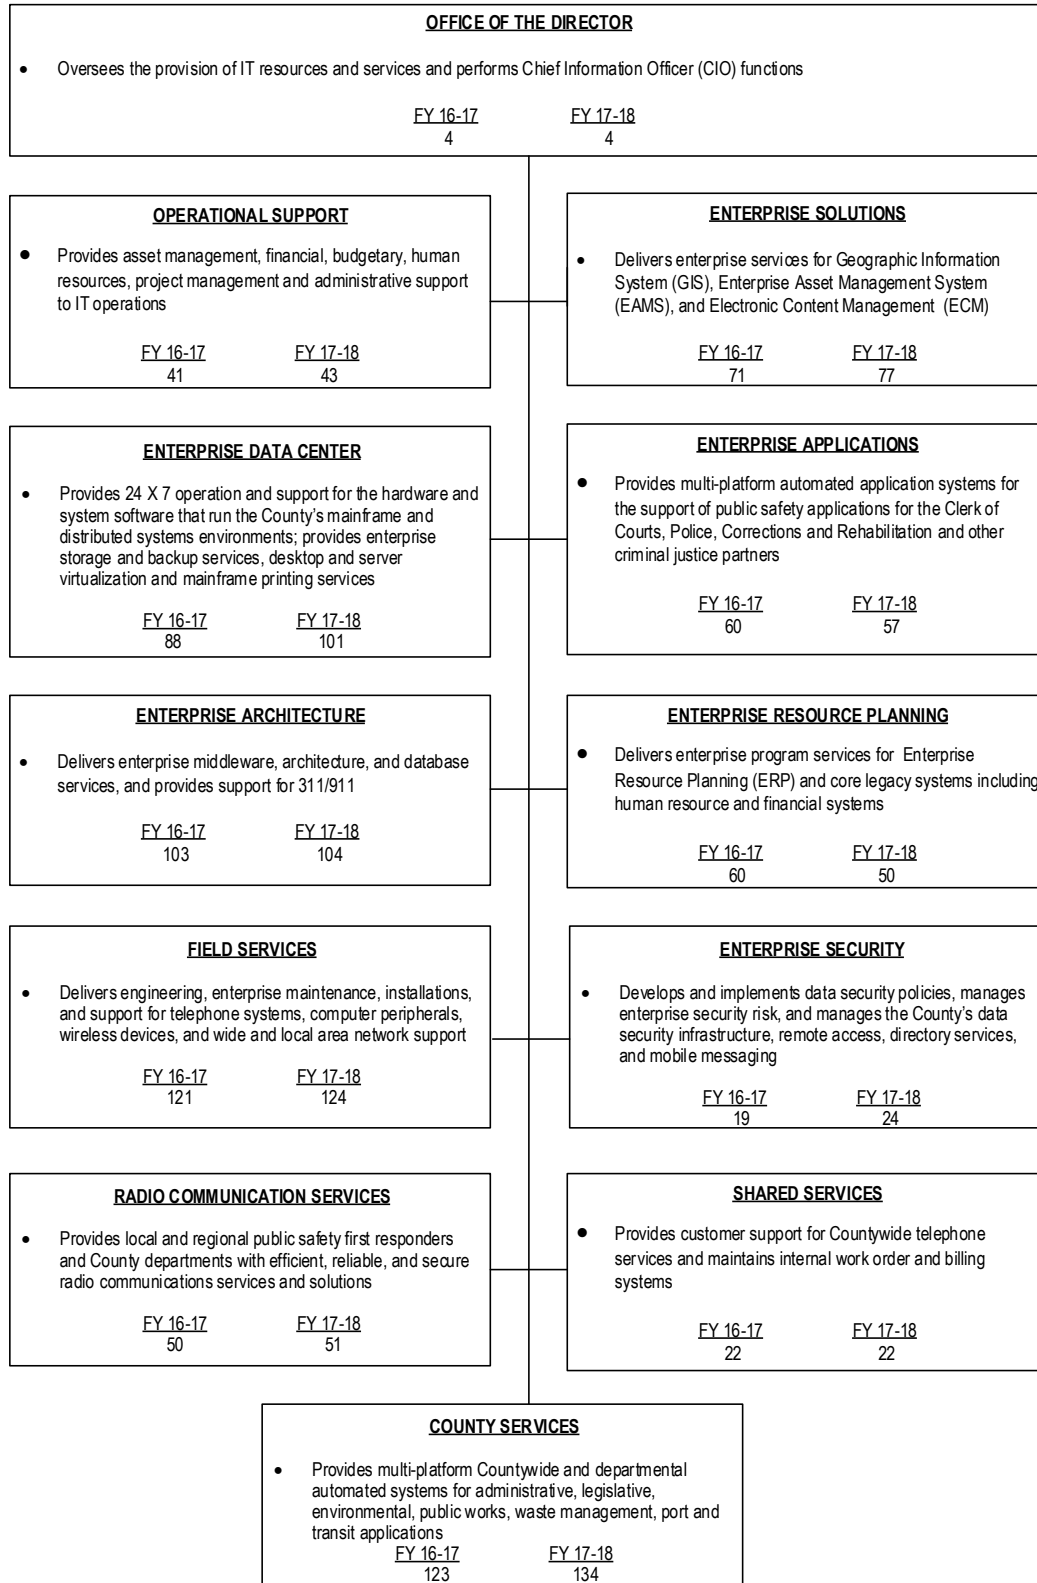 OFFICE OF THE DIRECTOR
• Oversees the provision of IT resources and services and performs Chief Information Officer (CIO) functions
FY 16-17 FY 17-18
4 4
OPERATIONAL SUPPORT
• Provides asset management, financial, budgetary, human
resources, project management and administrative support
to IT operations
FY 16-17 FY 17-18
41 43
ENTERPRISE SOLUTIONS
• Delivers enterprise services for Geographic Information
System (GIS), Enterprise Asset Management System
(EAMS), and Electronic Content Management (ECM)
FY 16-17 FY 17-18
71 77
ENTERPRISE DATA CENTER
• Provides 24 X 7 operation and support for the hardware and
system software that run the County's mainframe and
distributed systems environments; provides enterprise
storage and backup services, desktop and server
virtualization and mainframe printing services
FY 16-17 FY 17-18
88 101
ENTERPRISE APPLICATIONS
• Provides multi-platform automated application systems for
the support of public safety applications for the Clerk of
Courts, Police, Corrections and Rehabilitation and other
criminal justice partners
FY 16-17 FY 17-18
60 57
ENTERPRISE ARCHITECTURE
• Delivers enterprise middleware, architecture, and database
services, and provides support for 311/911
FY 16-17 FY 17-18
103 104
ENTERPRISE RESOURCE PLANNING
• Delivers enterprise program services for Enterprise
Resource Planning (ERP) and core legacy systems including
human resource and financial systems
FY 16-17 FY 17-18
60 50
FIELD SERVICES
• Delivers engineering, enterprise maintenance, installations,
and support for telephone systems, computer peripherals,
wireless devices, and wide and local area network support
FY 16-17 FY 17-18
121 124
ENTERPRISE SECURITY
• Develops and implements data security policies, manages
enterprise security risk, and manages the County's data
security infrastructure, remote access, directory services,
and mobile messaging
FY 16-17 FY 17-18
19 24
RADIO COMMUNICATION SERVICES
• Provides local and regional public safety first responders
and County departments with efficient, reliable, and secure
radio communications services and solutions
FY 16-17 FY 17-18
50 51
SHARED SERVICES
• Provides customer support for Countywide telephone
services and maintains internal work order and billing
systems
FY 16-17 FY 17-18
22 22
COUNTY SERVICES
• Provides multi-platform Countywide and departmental
automated systems for administrative, legislative,
environmental, public works, waste management, port and
transit applications
FY 16-17 FY 17-18
123 134